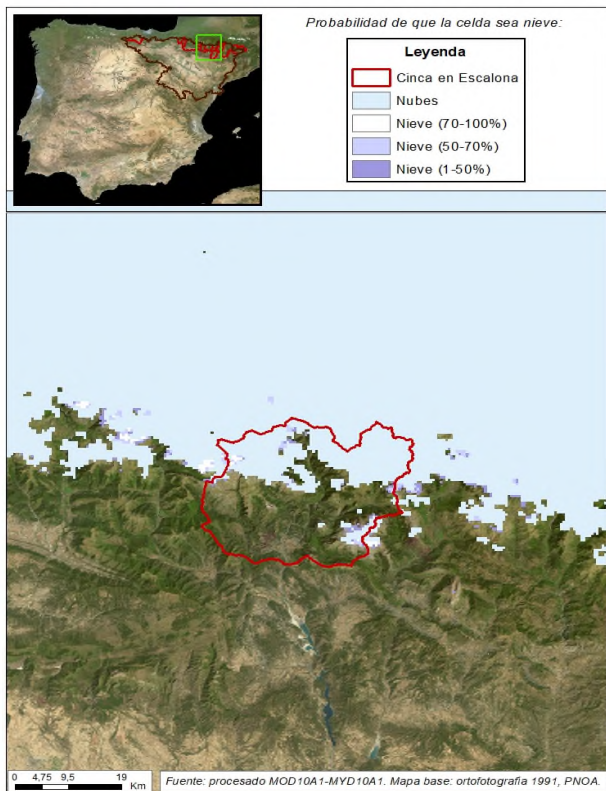 Probabilidad de que la celda sea nieve:
Leyenda
Cinca en Escalona
Nubes
Nieve (70-100%)
Nieve (50-70%)
Nieve (1-50%)
0 4,75 9,5 19
Km
Fuente: procesado MOD10A1-MYD10A1. Mapa base: ortofotografia 1991, PNOA.